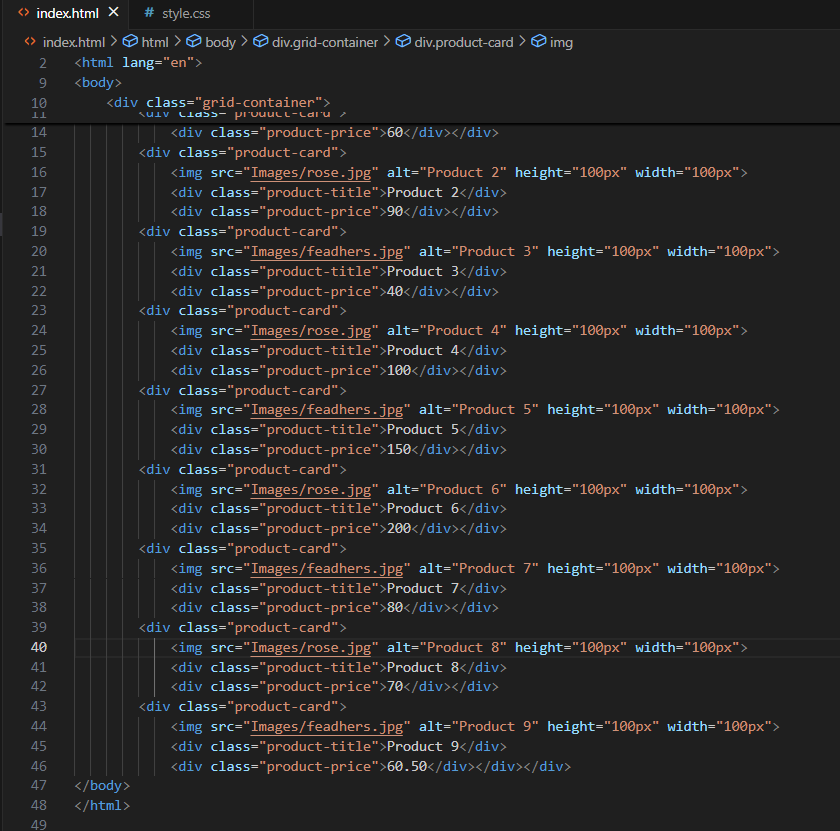 index.html
style.css
index.html > html > body > div.grid-container > div.product-card > img
2 <html lang="en">
9 <body>
10 <div class="grid-container">
11 <div class="product-card">
14 <div class="product-price">60</div></div>
15 <div class="product-card">
16 <img src="Images/rose.jpg" alt="Product 2" height="100px" width="100px">
17 <div class="product-title">Product 2</div>
18 <div class="product-price">90</div></div>
19 <div class="product-card">
20 <img src="Images/feadhers.jpg" alt="Product 3" height="100px" width="100px">
21 <div class="product-title">Product 3</div>
22 <div class="product-price">40</div></div>
23 <div class="product-card">
24 <img src="Images/rose.jpg" alt="Product 4" height="100px" width="100px">
25 <div class="product-title">Product 4</div>
26 <div class="product-price">100</div></div>
27 <div class="product-card">
28 <img src="Images/feadhers.jpg" alt="Product 5" height="100px" width="100px">
29 <div class="product-title">Product 5</div>
30 <div class="product-price">150</div></div>
31 <div class="product-card">
32 <img src="Images/rose.jpg" alt="Product 6" height="100px" width="100px">
33 <div class="product-title">Product 6</div>
34 <div class="product-price">200</div></div>
35 <div class="product-card">
36 <img src="Images/feadhers.jpg" alt="Product 7" height="100px" width="100px">
37 <div class="product-title">Product 7</div>
38 <div class="product-price">80</div></div>
39 <div class="product-card">
40 <img src="Images/rose.jpg" alt="Product 8" height="100px" width="100px">
41 <div class="product-title">Product 8</div>
42 <div class="product-price">70</div></div>
43 <div class="product-card">
44 <img src="Images/feadhers.jpg" alt="Product 9" height="100px" width="100px">
45 <div class="product-title">Product 9</div>
46 <div class="product-price">60.50</div></div></div>
47 </body>
48 </html>
49